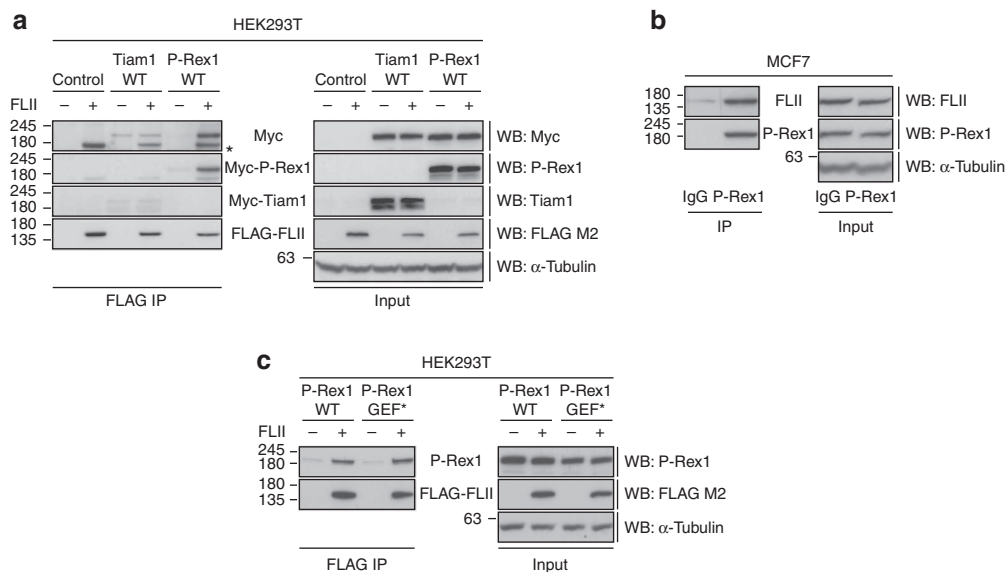 a
HEK293T
Control
Tiam1 WT
P-Rex1 WT
Control
Tiam1 WT
P-Rex1 WT
FLII – + – + – + – + – + – +
245
180
Myc
*
WB: Myc
245
180
Myc-P-Rex1
WB: P-Rex1
245
180
Myc-Tiam1
WB: Tiam1
180
135
FLAG-FLII
WB: FLAG M2
63
WB: α-Tubulin
FLAG IP
Input
b
MCF7
180
135
FLII
WB: FLII
245
180
P-Rex1
WB: P-Rex1
63
WB: α-Tubulin
IgG P-Rex1
IgG P-Rex1
IP
Input
c
HEK293T
P-Rex1 WT
P-Rex1 GEF*
P-Rex1 WT
P-Rex1 GEF*
FLII – + – + – + – +
245
180
P-Rex1
WB: P-Rex1
180
135
FLAG-FLII
WB: FLAG M2
63
WB: α-Tubulin
FLAG IP
Input